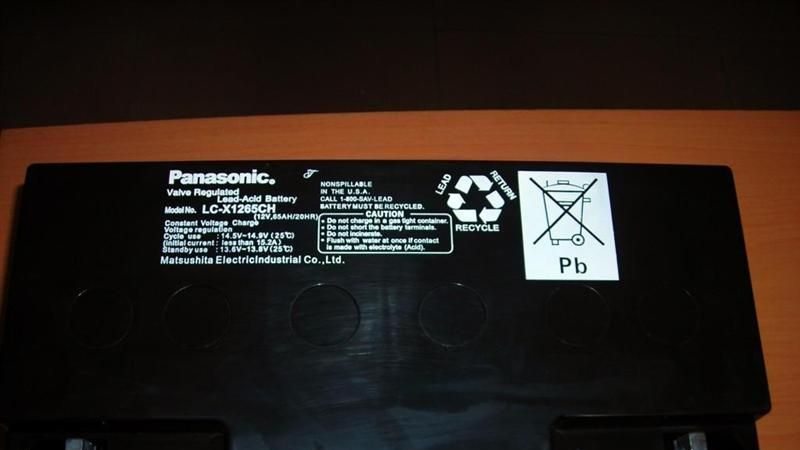 Panasonic®
Valve Regulated
Lead-Acid Battery
Model No. LC-X1265CH
(12V,65AH/20HR)
Constant Voltage Charge
Voltage regulation
Cycle use : 14.5V~14.9V (25℃)
(initial current : less than 15.2A)
Standby use : 13.6V~13.8V (25℃)
Matsushita ElectricIndustrial Co.,Ltd.
NONSPILLABLE
IN THE U.S.A.
CALL 1-800-SAV-LEAD
BATTERY MUST BE RECYCLED.
CAUTION
• Do not charge in a gas tight container.
• Do not short the battery terminals.
• Do not incinerate.
• Flush with water at once if contact
is made with electrolyte (Acid).
LEAD
RETURN
RECYCLE
Pb